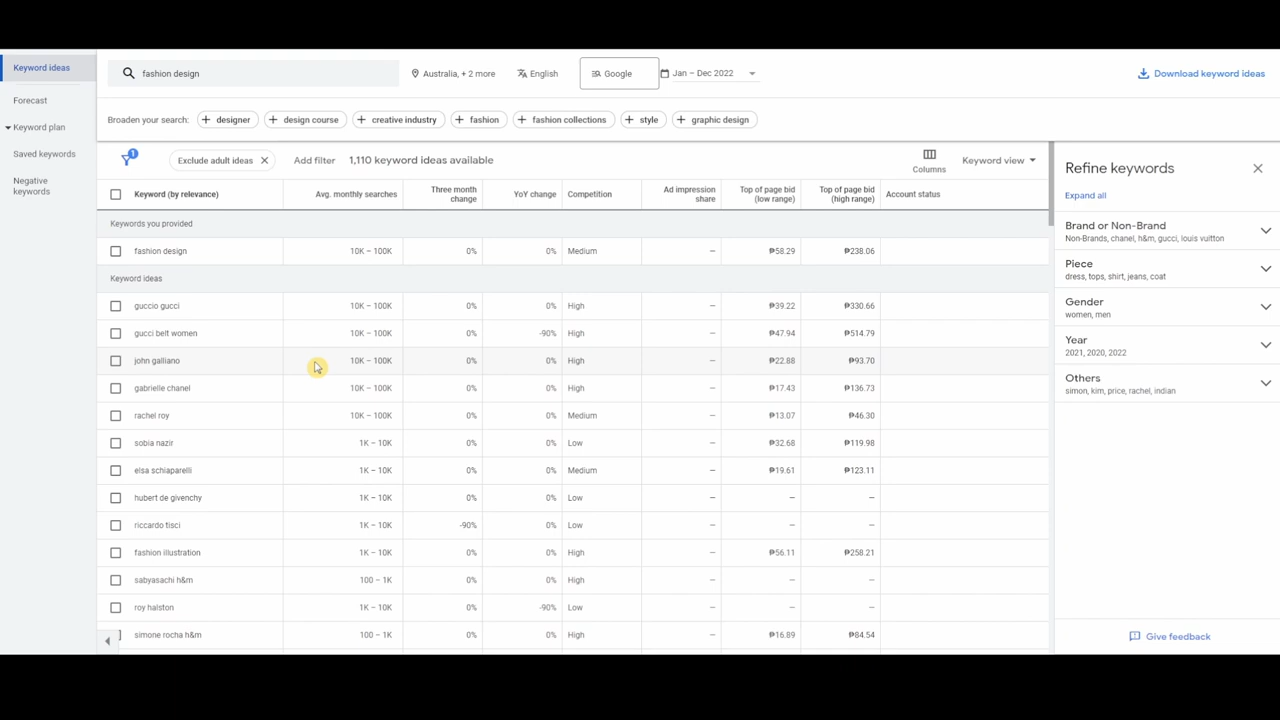 Keyword ideas
Forecast
Keyword plan
Saved keywords
Negative
keywords
fashion design
Australia, + 2 more
English
Google
Jan – Dec 2022
Download keyword ideas
Broaden your search:
designer
design course
creative industry
fashion
fashion collections
style
graphic design
1
Exclude adult ideas
Add filter
1,110 keyword ideas available
Columns
Keyword view
Keyword (by relevance) Avg. monthly searches Three month change YoY change Competition Ad impression share Top of page bid (low range) Top of page bid (high range) Account status
Keywords you provided
fashion design 10K – 100K 0% 0% Medium — ₱58.29 ₱238.06
Keyword ideas
guccio gucci 10K – 100K 0% 0% High — ₱39.22 ₱330.66
gucci belt women 10K – 100K 0% -90% High — ₱47.94 ₱514.79
john galliano 10K – 100K 0% 0% High — ₱22.88 ₱93.70
gabrielle chanel 10K – 100K 0% 0% High — ₱17.43 ₱136.73
rachel roy 10K – 100K 0% 0% Medium — ₱13.07 ₱46.30
sobia nazir 1K – 10K 0% 0% Low — ₱32.68 ₱119.98
elsa schiaparelli 1K – 10K 0% 0% Medium — ₱19.61 ₱123.11
hubert de givenchy 1K – 10K 0% 0% Low — — —
riccardo tisci 1K – 10K -90% 0% Low — — —
fashion illustration 1K – 10K 0% 0% High — ₱56.11 ₱258.21
sabyasachi h&m 100 – 1K 0% 0% High — — —
roy halston 1K – 10K 0% -90% Low — — —
simone rocha h&m 100 – 1K 0% 0% High — ₱16.89 ₱84.54
Refine keywords
Expand all
Brand or Non-Brand
Non-Brands, chanel, h&m, gucci, louis vuitton
Piece
dress, tops, shirt, jeans, coat
Gender
women, men
Year
2021, 2020, 2022
Others
simon, kim, price, rachel, indian
Give feedback